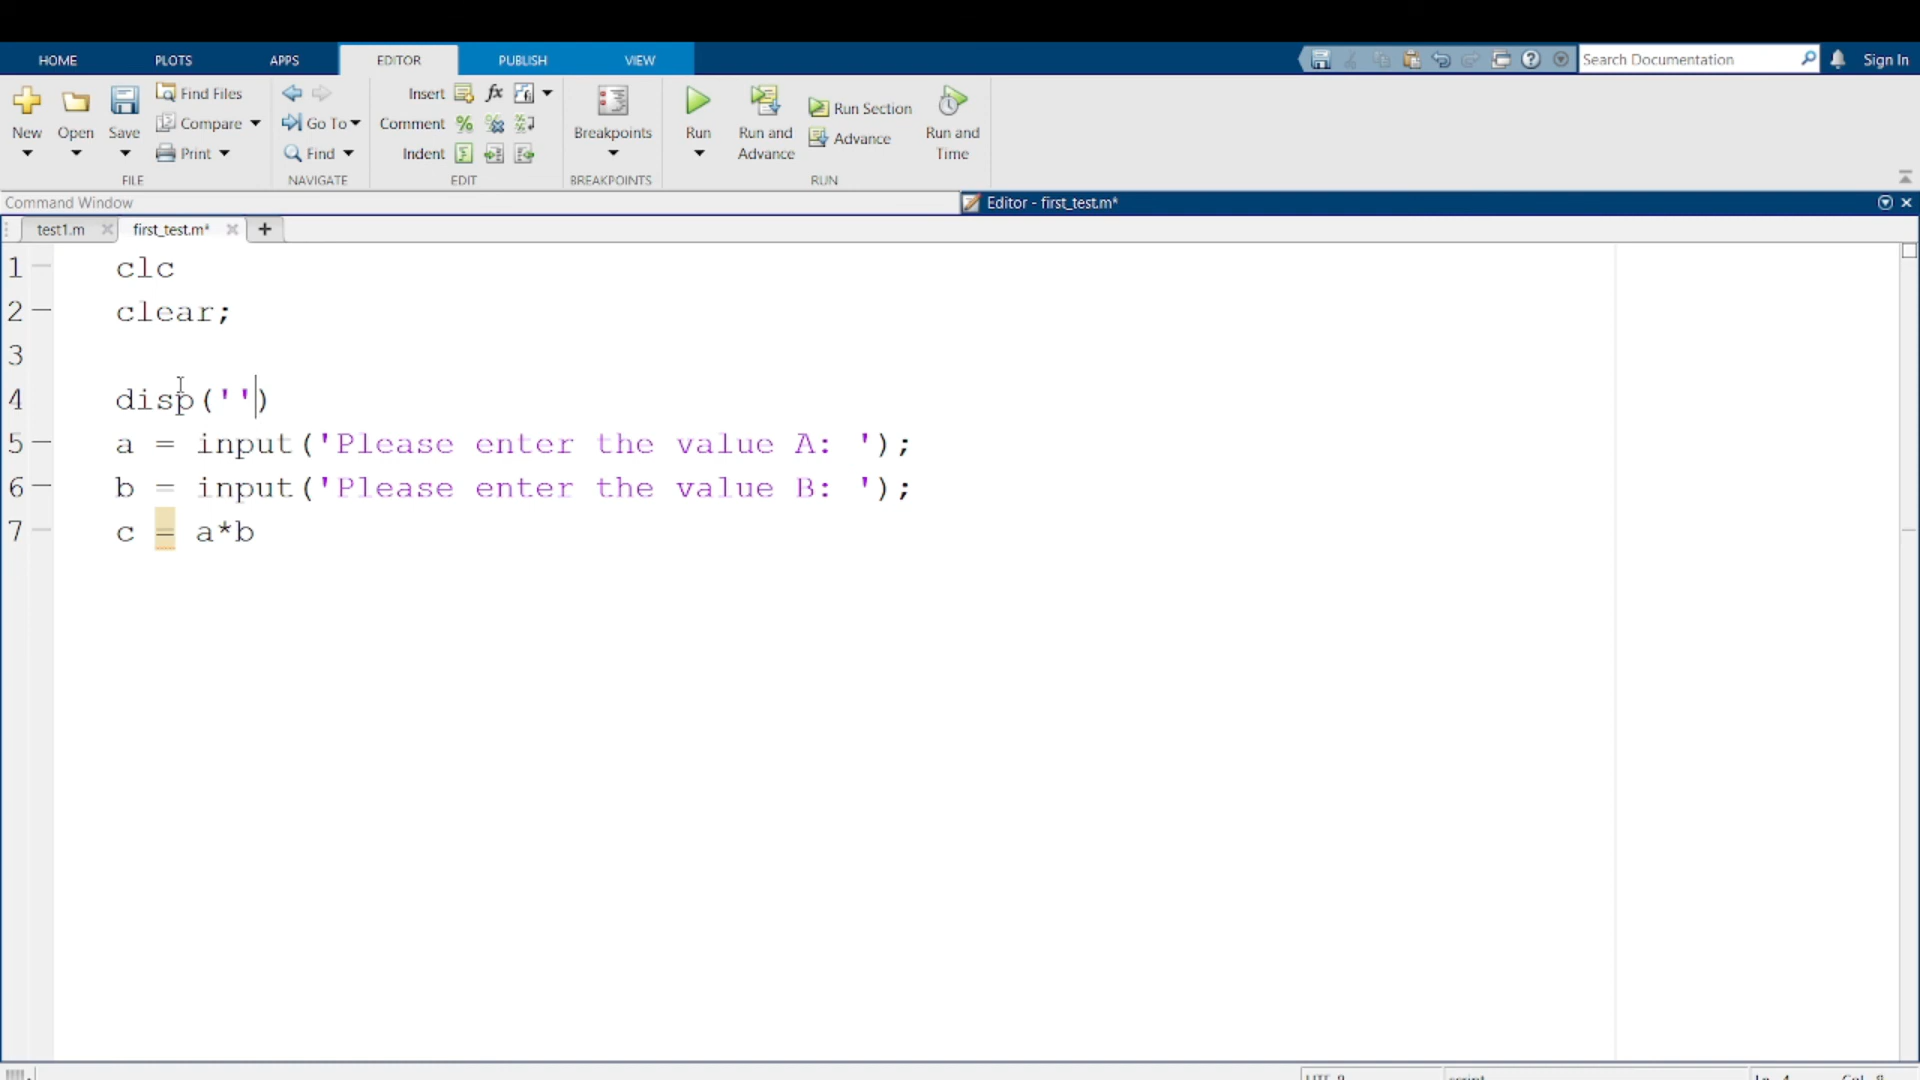 HOME PLOTS APPS EDITOR PUBLISH VIEW Search Documentation Sign In
Find Files Insert fx
New Open Save Compare Go To Comment Breakpoints Run Run and Advance Run Section Run and Time
Print Find Indent Advance
FILE NAVIGATE EDIT BREAKPOINTS RUN
Command Window Editor - first_test.m*
test1.m first_test.m* +
1 clc
2 clear;
3
4 disp('')
5 a = input('Please enter the value A: ');
6 b = input('Please enter the value B: ');
7 c = a*b